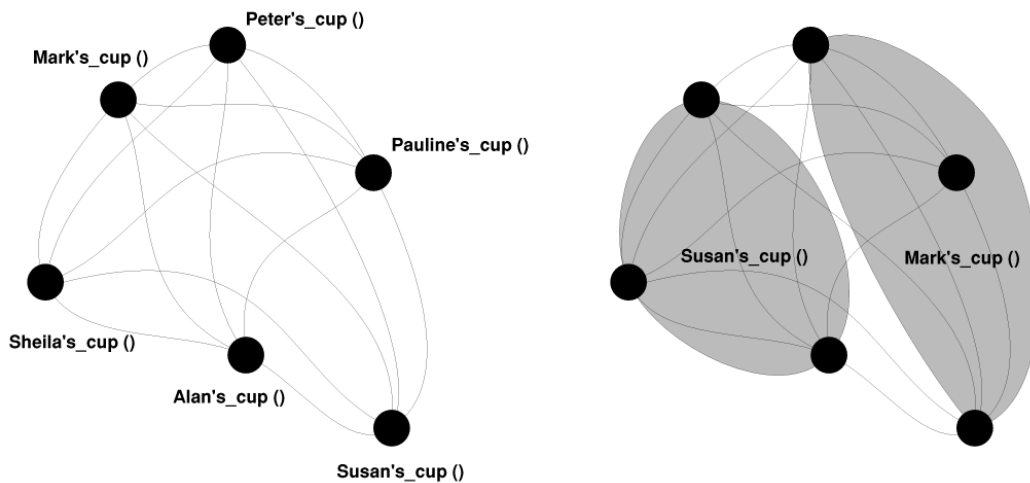 Peter's_cup ()
Mark's_cup ()
Pauline's_cup ()
Sheila's_cup ()
Alan's_cup ()
Susan's_cup ()
Susan's_cup ()
Mark's_cup ()